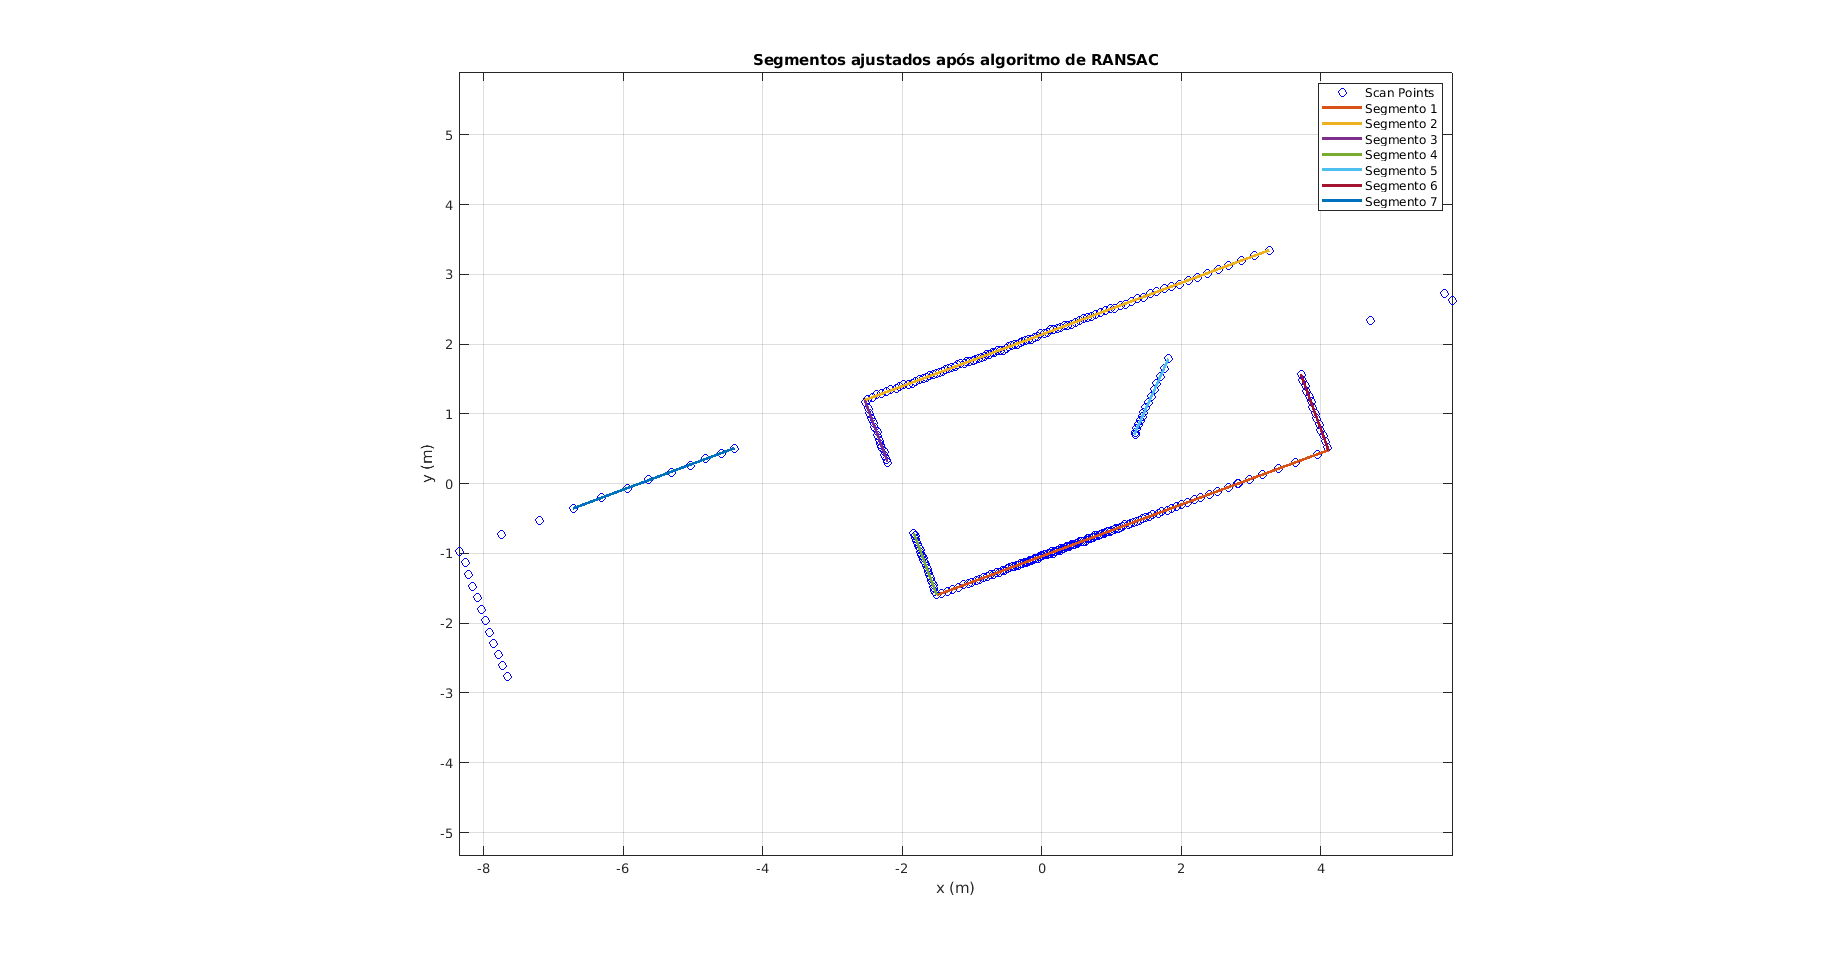 Segmentos ajustados após algoritmo de RANSAC
Scan Points
Segmento 1
Segmento 2
Segmento 3
Segmento 4
Segmento 5
Segmento 6
Segmento 7
5
4
3
2
1
0
-1
-2
-3
-4
-5
y (m)
-8
-6
-4
-2
0
2
4
x (m)